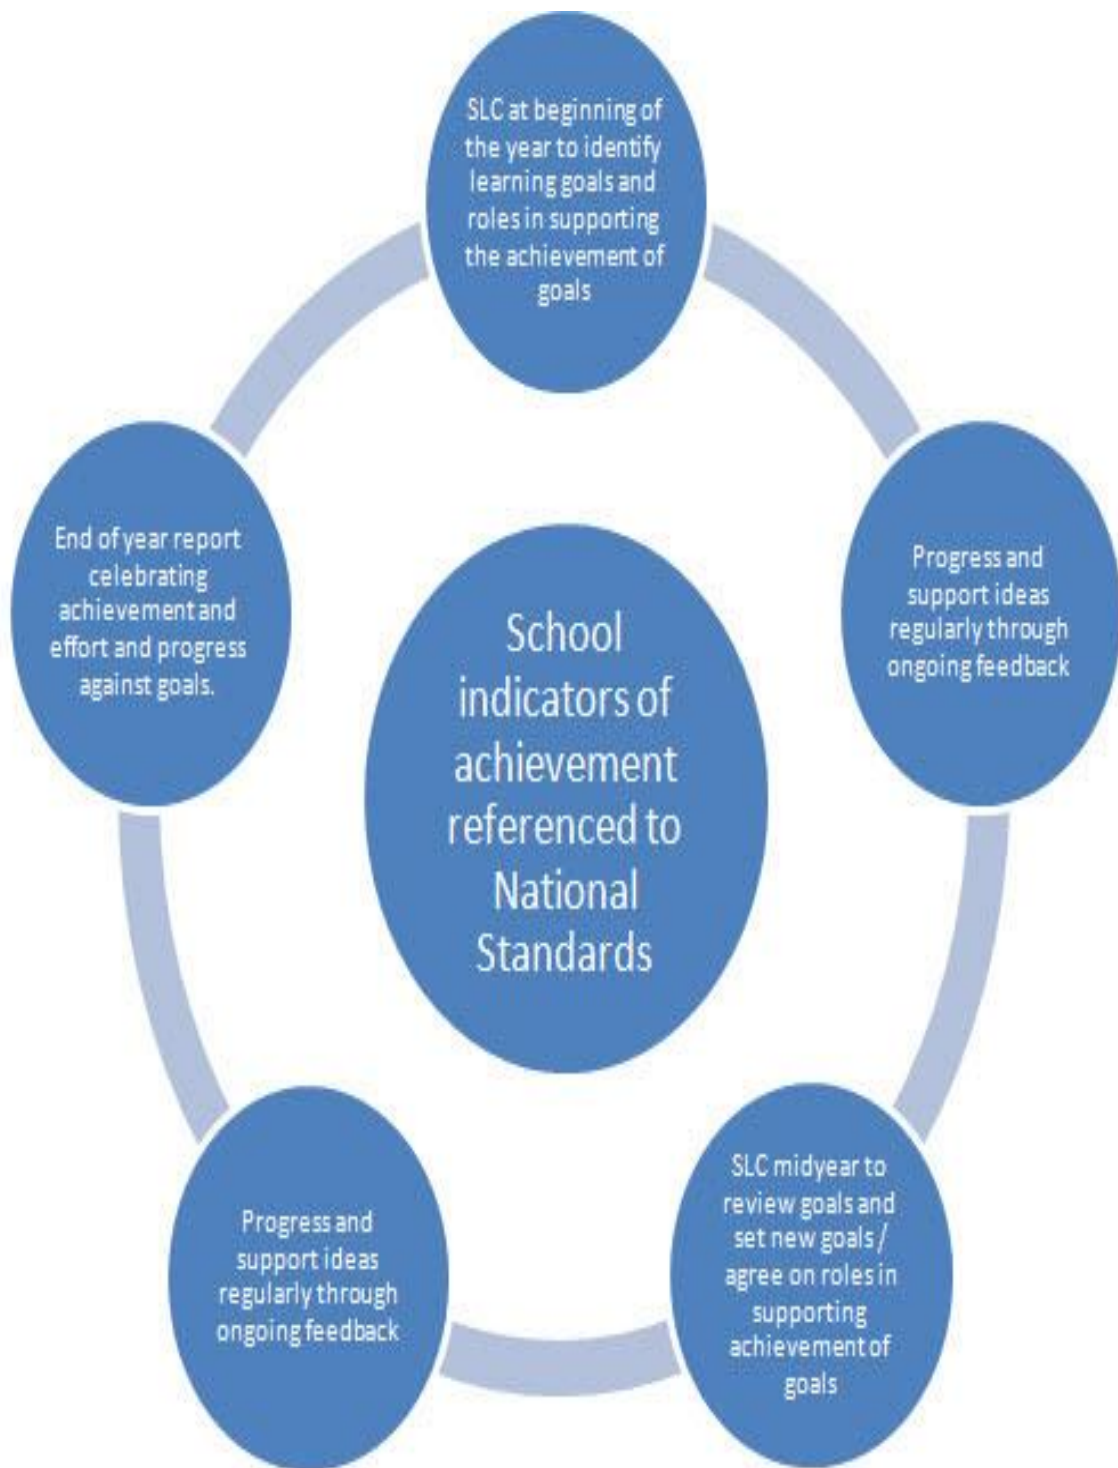 SLC at beginning of
the year to identify
learning goals and
roles in supporting
the achievement of
goals
Progress and
support ideas
regularly through
ongoing feedback
SLC midyear to
review goals and
set new goals /
agree on roles in
supporting
achievement of
goals
Progress and
support ideas
regularly through
ongoing feedback
End of year report
celebrating
achievement and
effort and progress
against goals.
School
indicators of
achievement
referenced to
National
Standards